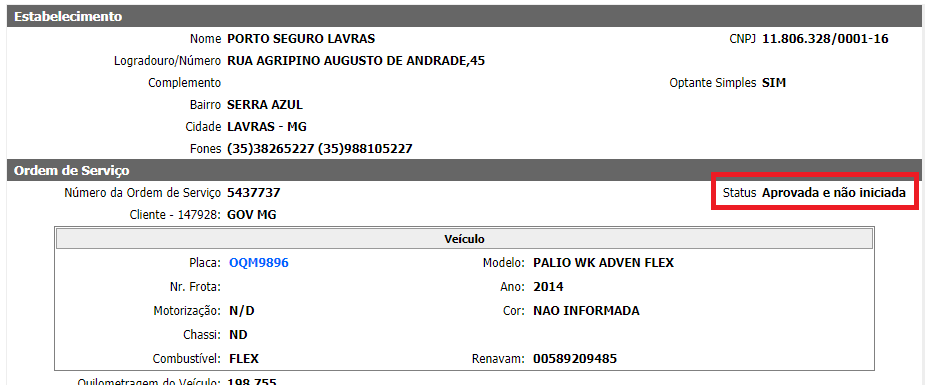 Estabelecimento
Nome PORTO SEGURO LAVRAS CNPJ 11.806.328/0001-16
Logradouro/Número RUA AGRIPINO AUGUSTO DE ANDRADE,45
Complemento Optante Simples SIM
Bairro SERRA AZUL
Cidade LAVRAS - MG
Fones (35)38265227 (35)988105227
Ordem de Serviço
Número da Ordem de Serviço 5437737 Status Aprovada e não iniciada
Cliente - 147928: GOV MG
Veículo
Placa: OQM9896 Modelo: PALIO WK ADVEN FLEX
Nr. Frota: Ano: 2014
Motorização: N/D Cor: NAO INFORMADA
Chassi: ND
Combustível: FLEX Renavam: 00589209485
Quilometragem do Veículo: 198.755